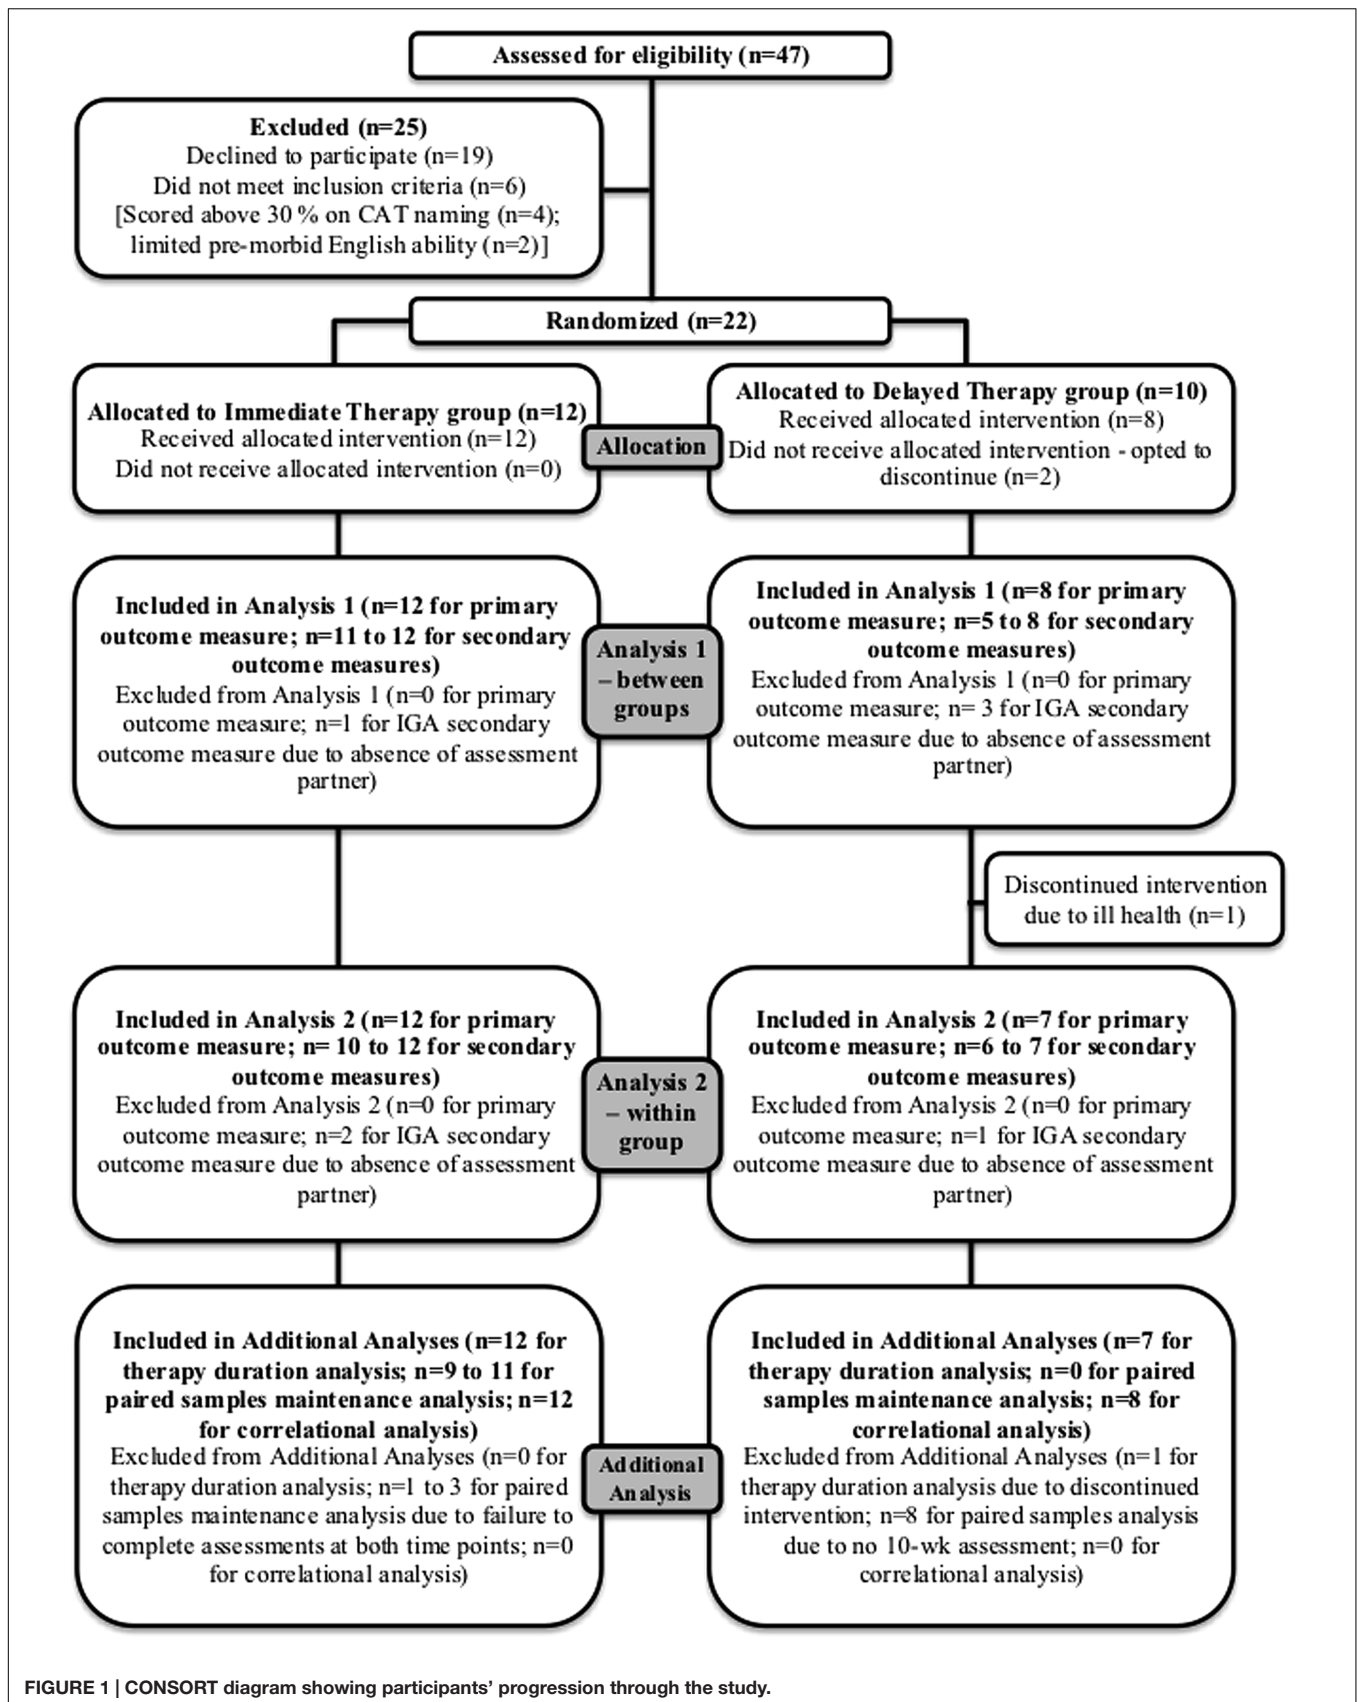 Assessed for eligibility (n=47)
Excluded (n=25)
Declined to participate (n=19)
Did not meet inclusion criteria (n=6)
[Scored above 30 % on CAT naming (n=4);
limited pre-morbid English ability (n=2)]
Randomized (n=22)
Allocated to Immediate Therapy group (n=12)
Received allocated intervention (n=12)
Did not receive allocated intervention (n=0)
Allocation
Allocated to Delayed Therapy group (n=10)
Received allocated intervention (n=8)
Did not receive allocated intervention - opted to
discontinue (n=2)
Included in Analysis 1 (n=12 for primary
outcome measure; n=11 to 12 for secondary
outcome measures)
Excluded from Analysis 1 (n=0 for primary
outcome measure; n=1 for IGA secondary
outcome measure due to absence of assessment
partner)
Analysis 1
– between
groups
Included in Analysis 1 (n=8 for primary
outcome measure; n=5 to 8 for secondary
outcome measures)
Excluded from Analysis 1 (n=0 for primary
outcome measure; n= 3 for IGA secondary
outcome measure due to absence of assessment
partner)
Discontinued intervention
due to ill health (n=1)
Included in Analysis 2 (n=12 for primary
outcome measure; n= 10 to 12 for secondary
outcome measures)
Excluded from Analysis 2 (n=0 for primary
outcome measure; n=2 for IGA secondary
outcome measure due to absence of assessment
partner)
Analysis 2
– within
group
Included in Analysis 2 (n=7 for primary
outcome measure; n=6 to 7 for secondary
outcome measures)
Excluded from Analysis 2 (n=0 for primary
outcome measure; n=1 for IGA secondary
outcome measure due to absence of assessment
partner)
Included in Additional Analyses (n=12 for
therapy duration analysis; n=9 to 11 for
paired samples maintenance analysis; n=12
for correlational analysis)
Excluded from Additional Analyses (n=0 for
therapy duration analysis; n=1 to 3 for paired
samples maintenance analysis due to failure to
complete assessments at both time points; n=0
for correlational analysis)
Additional
Analysis
Included in Additional Analyses (n=7 for
therapy duration analysis; n=0 for paired
samples maintenance analysis; n=8 for
correlational analysis)
Excluded from Additional Analyses (n=1 for
therapy duration analysis due to discontinued
intervention; n=8 for paired samples analysis
due to no 10-wk assessment; n=0 for
correlational analysis)
FIGURE 1 | CONSORT diagram showing participants' progression through the study.